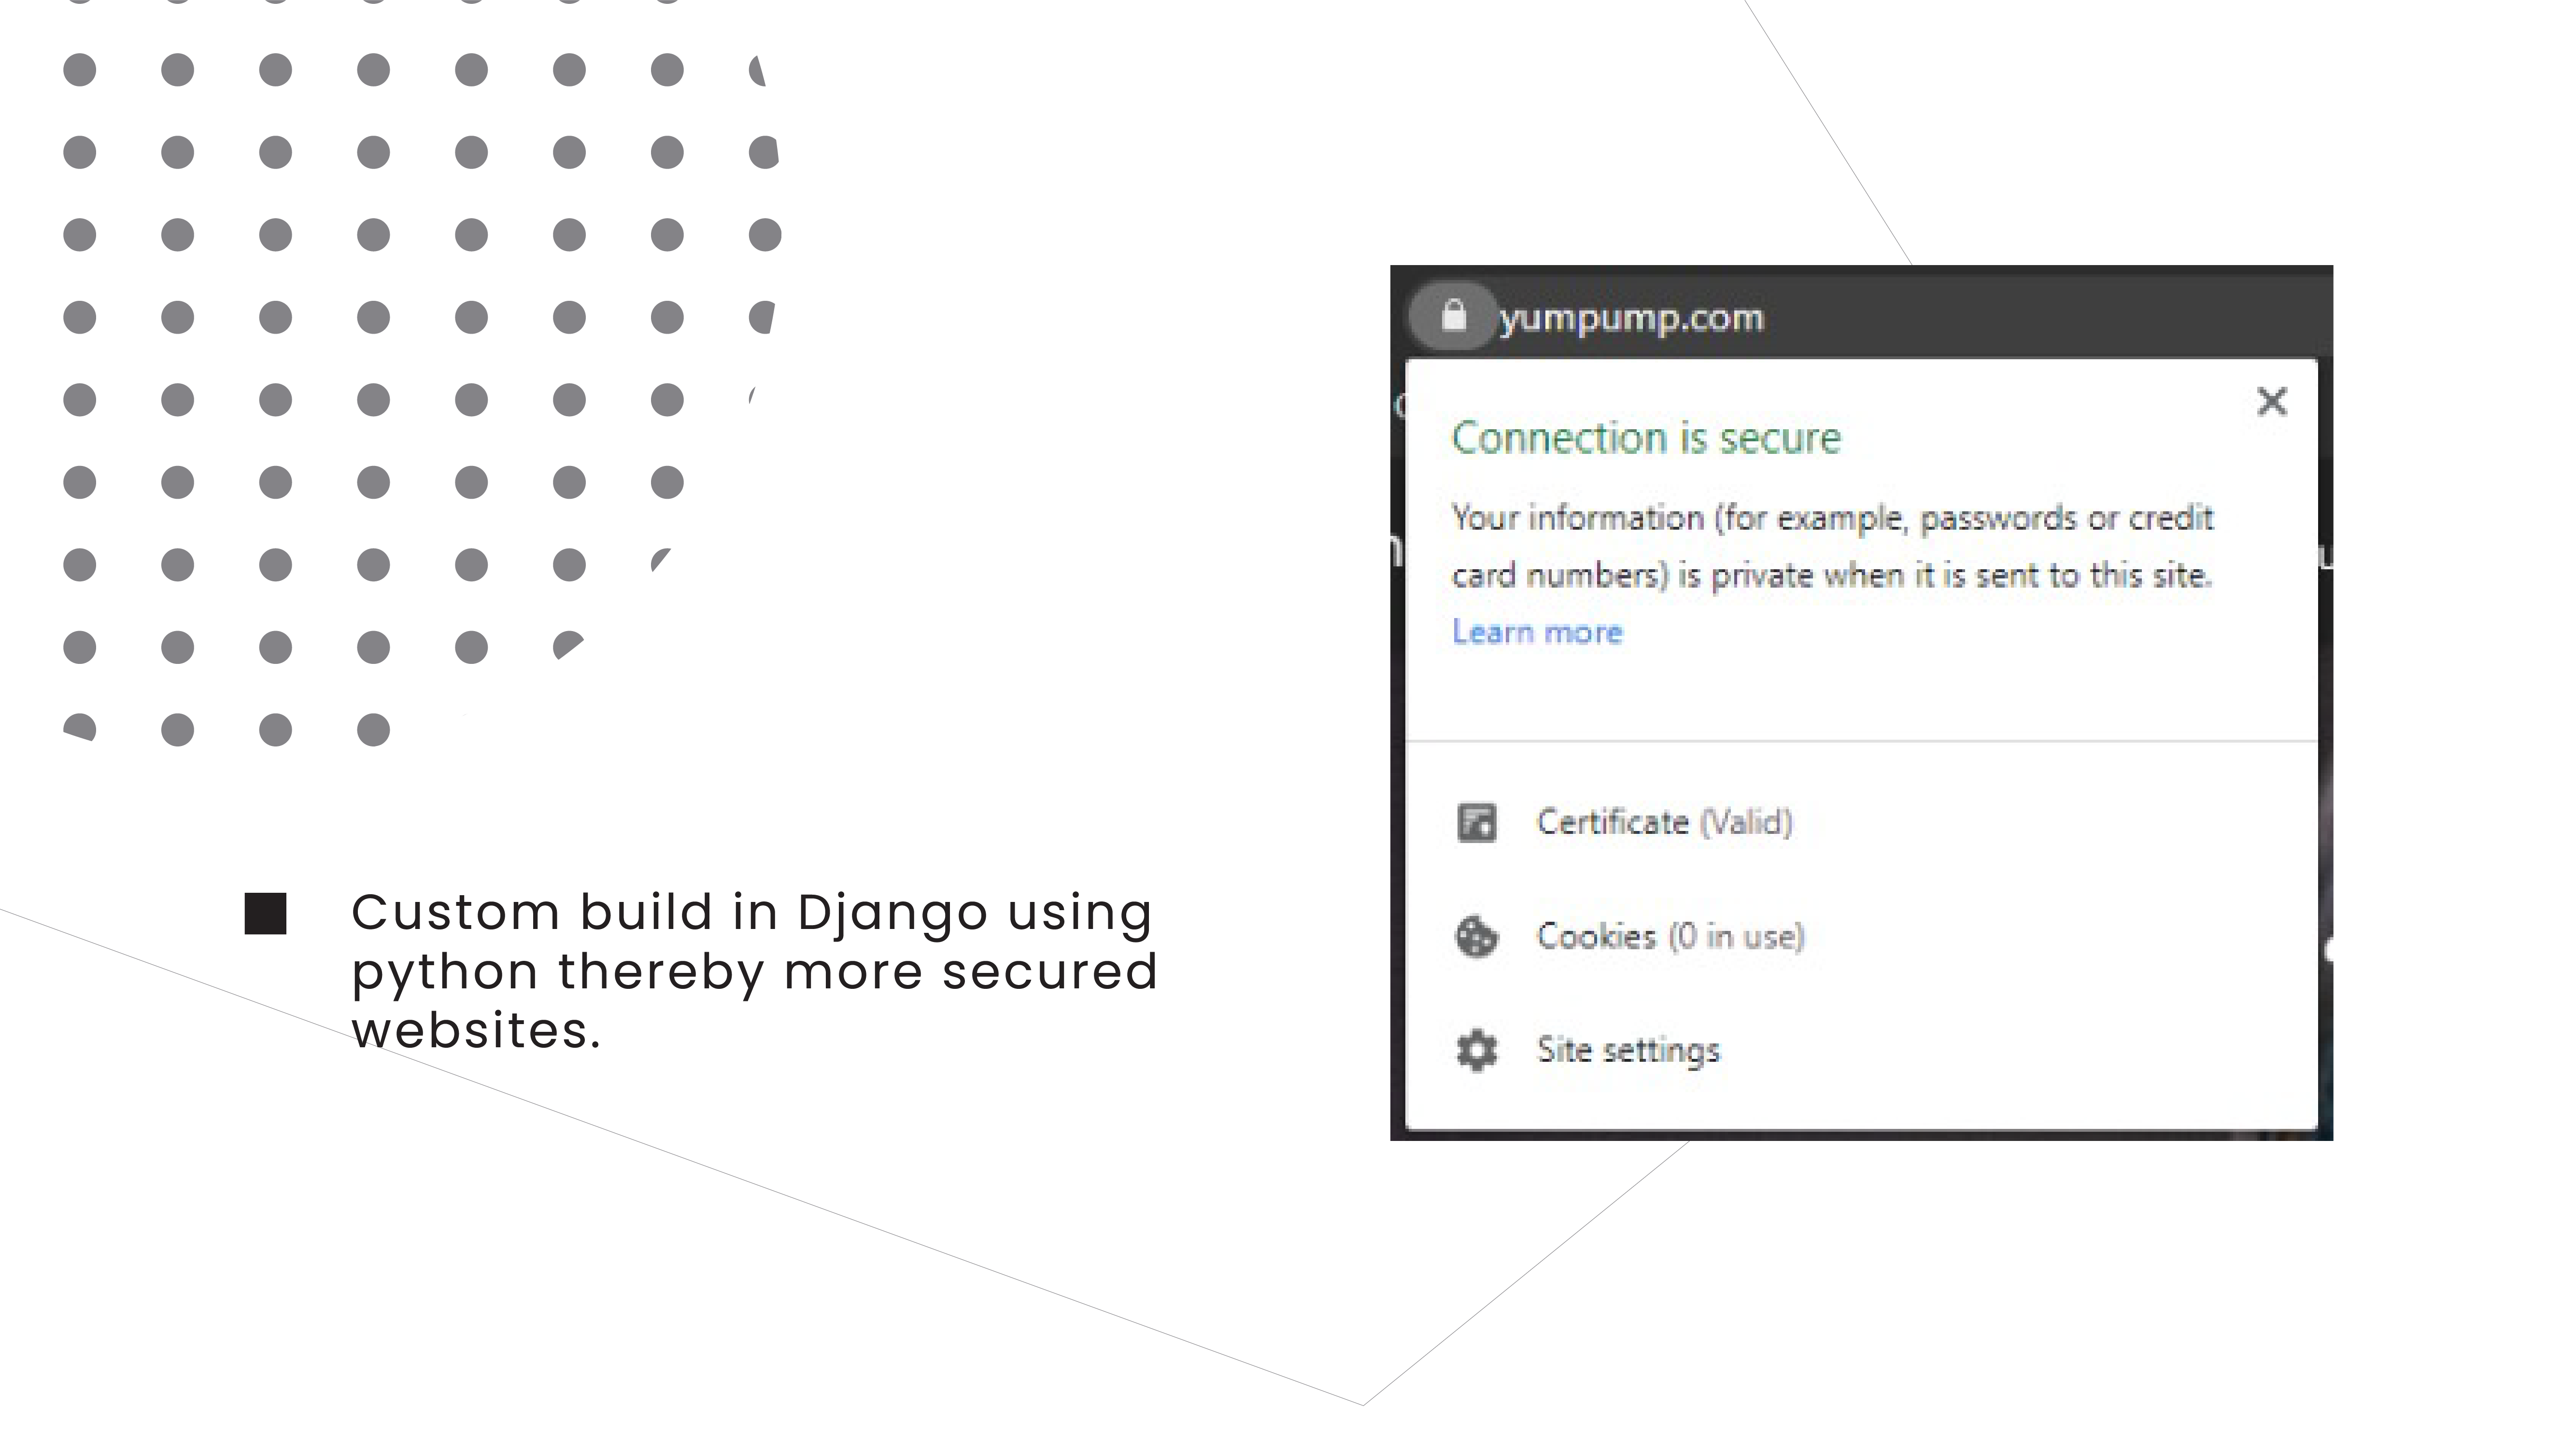 Custom build in Django using
python thereby more secured
websites.
yumpump.com
Connection is secure
Your information (for example, passwords or credit
card numbers) is private when it is sent to this site.
Learn more
Certificate (Valid)
Cookies (0 in use)
Site settings